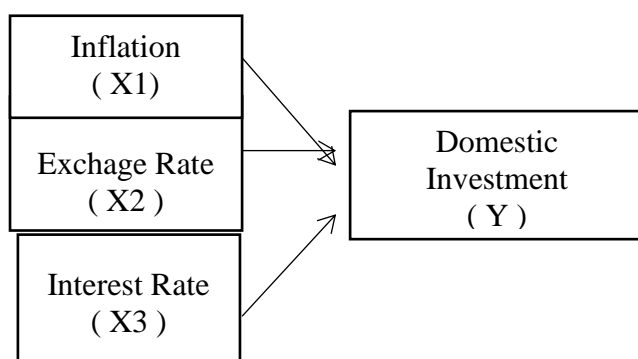 Inflation
( X1)
Exchage Rate
( X2 )
Interest Rate
( X3 )
Domestic
Investment
( Y )